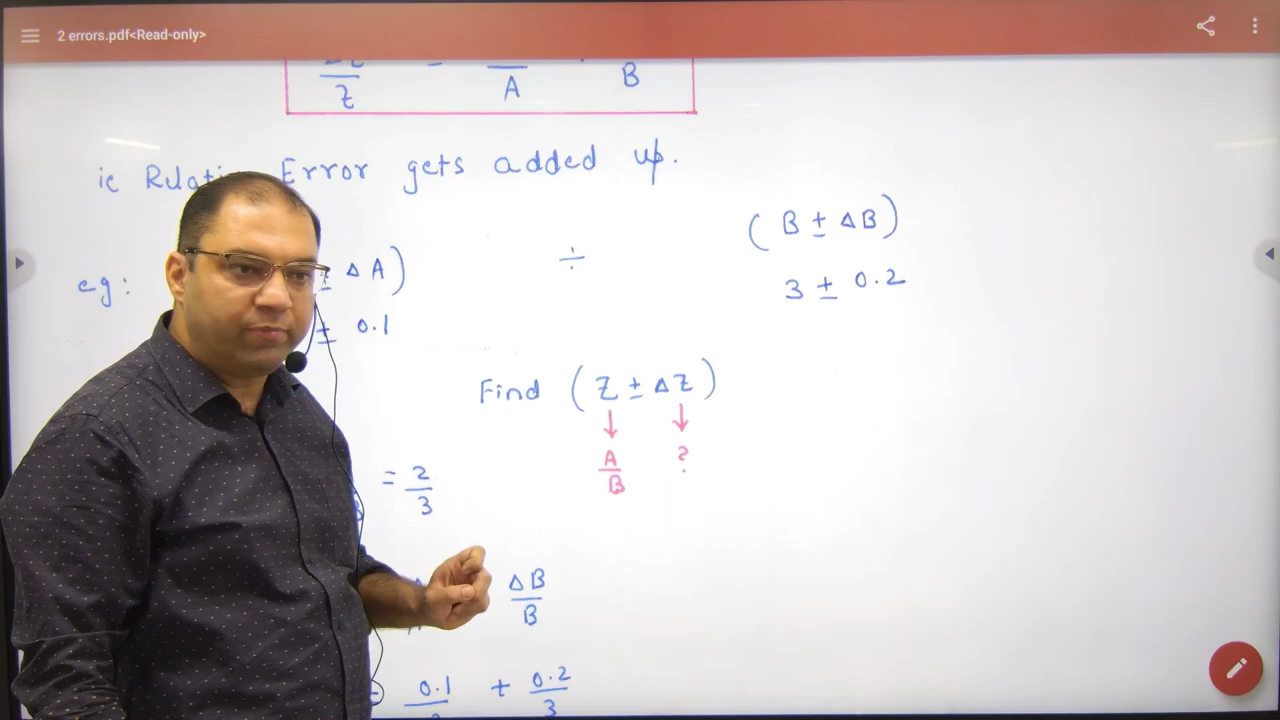 2 errors.pdf<Read-only>
Z A B
ie Relative Error gets added up.
eg: ± ΔA) ÷ (B ± ΔB)
± 0.1 3 ± 0.2
Find (Z ± ΔZ)
↓ ↓
A/B ?
= 2/3
ΔB/B
0.1 + 0.2/3